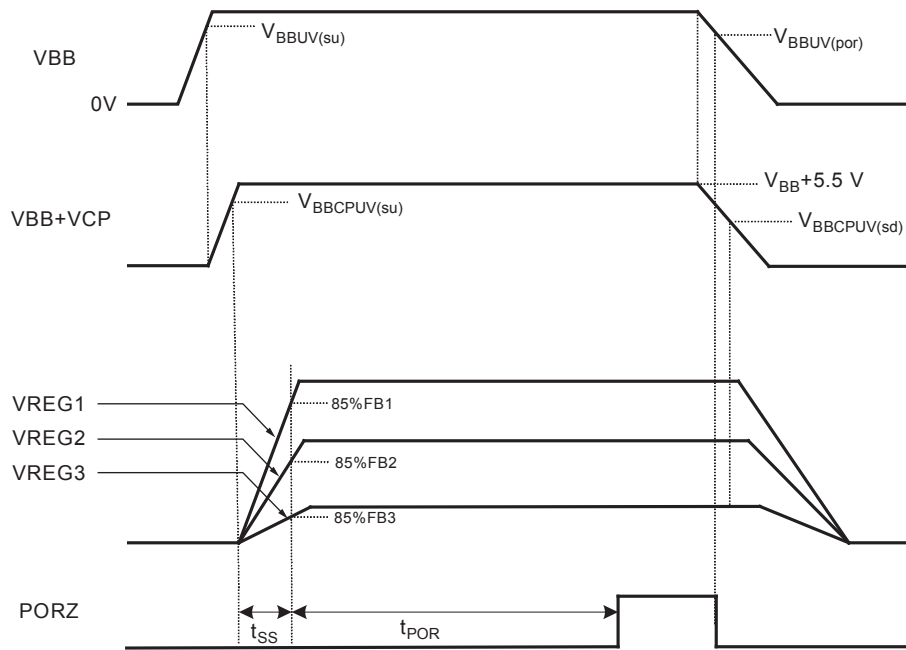 VBB
V_BBUV(su)
V_BBUV(por)
0V
VBB+VCP
V_BBCPUV(su)
V_BB+5.5 V
V_BBCPUV(sd)
VREG1
85%FB1
VREG2
85%FB2
VREG3
85%FB3
PORZ
t_SS
t_POR